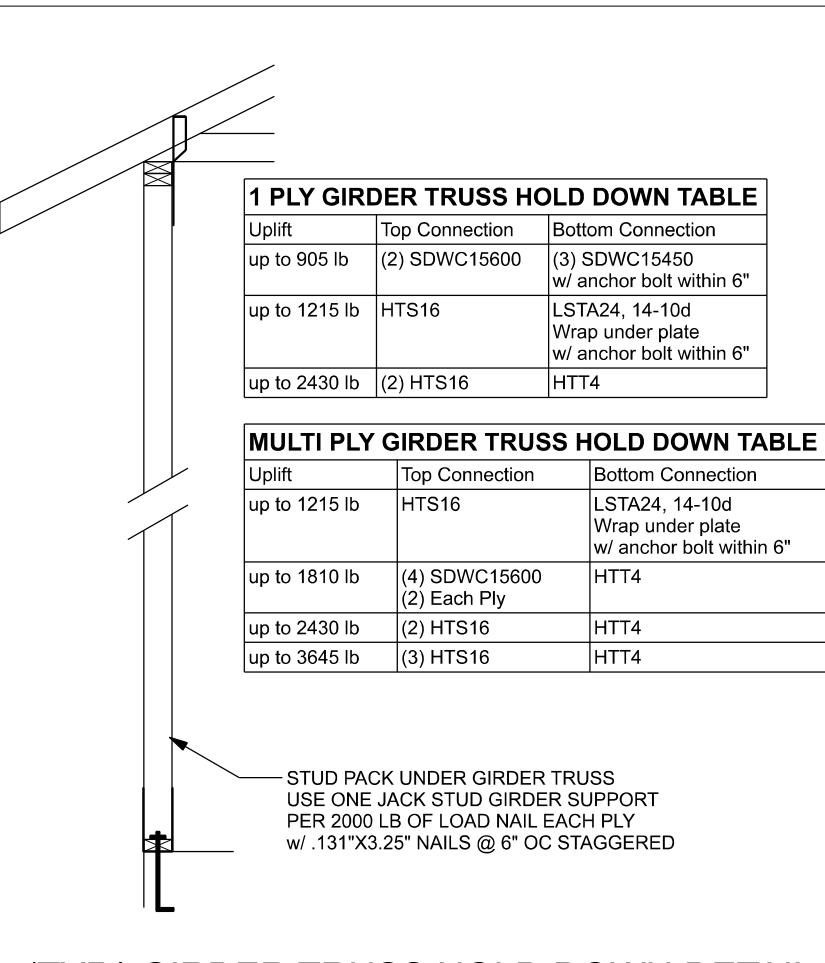 1 PLY GIRDER TRUSS HOLD DOWN TABLE
Uplift Top Connection Bottom Connection
up to 905 lb (2) SDWC15600 (3) SDWC15450
w/ anchor bolt within 6"
up to 1215 lb HTS16 LSTA24, 14-10d
Wrap under plate
w/ anchor bolt within 6"
up to 2430 lb (2) HTS16 HTT4
MULTI PLY GIRDER TRUSS HOLD DOWN TABLE
Uplift Top Connection Bottom Connection
up to 1215 lb HTS16 LSTA24, 14-10d
Wrap under plate
w/ anchor bolt within 6"
up to 1810 lb (4) SDWC15600 HTT4
(2) Each Ply
up to 2430 lb (2) HTS16 HTT4
up to 3645 lb (3) HTS16 HTT4
STUD PACK UNDER GIRDER TRUSS
USE ONE JACK STUD GIRDER SUPPORT
PER 2000 LB OF LOAD NAIL EACH PLY
w/ .131"X3.25" NAILS @ 6" OC STAGGERED